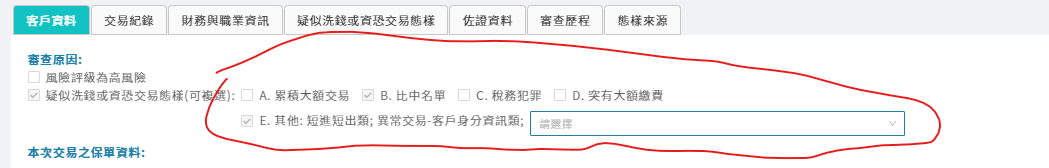 客戶資料 交易紀錄 財務與職業資訊 疑似洗錢或資恐交易態樣 佐證資料 審查歷程 態樣來源
審查原因:
風險評級為高風險
疑似洗錢或資恐交易態樣(可複選): A. 累積大額交易 B. 比中名單 C. 稅務犯罪 D. 突有大額繳費
E. 其他: 短進短出類; 異常交易-客戶身分資訊類; 請選擇
本次交易之保單資料: